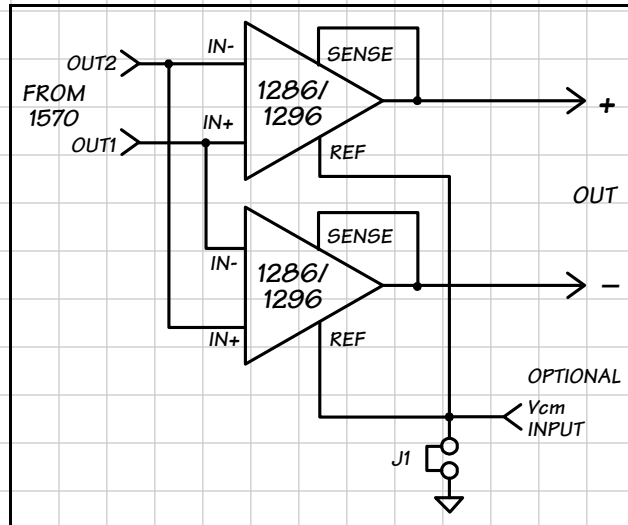 IN-
SENSE
OUT2
FROM
1570
1286/
1296
+
IN+
OUT1
REF
OUT
SENSE
IN-
1286/
1296
−
IN+
REF
OPTIONAL
Vcm
INPUT
J1